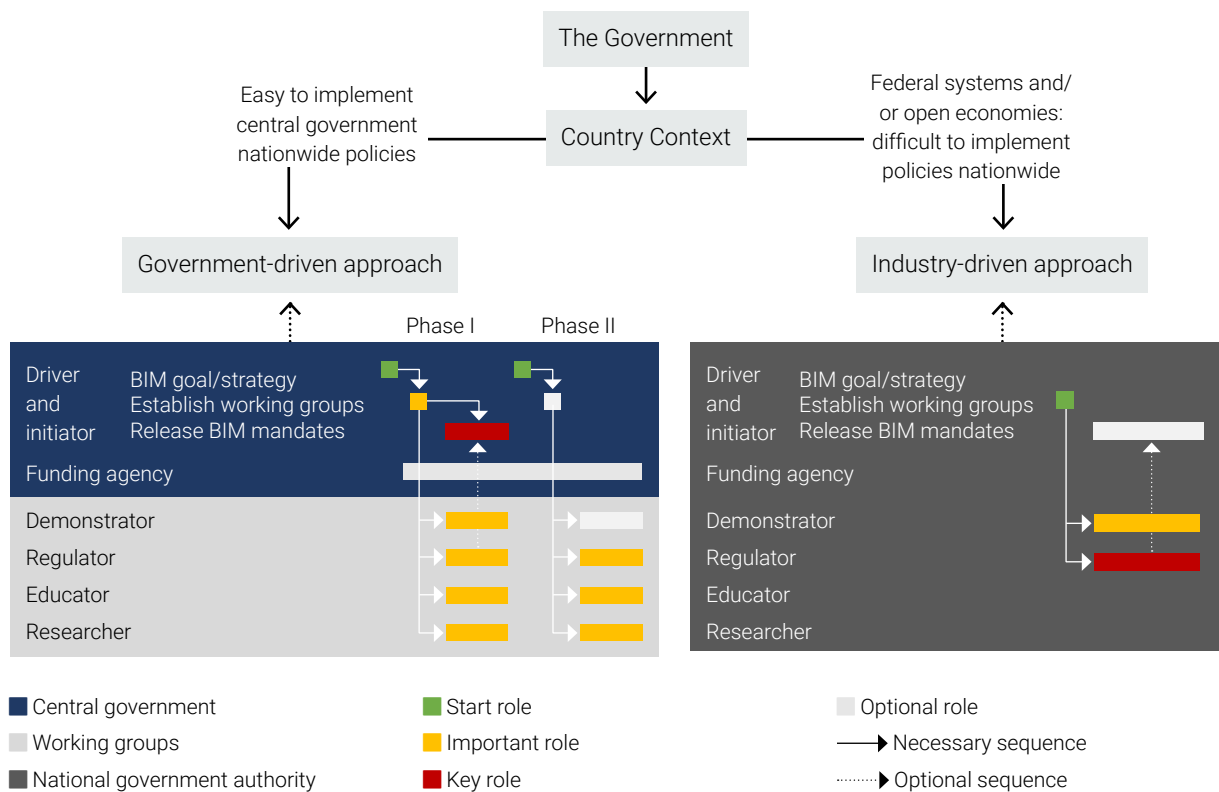 The Government
Easy to implement
central government
nationwide policies
Country Context
Federal systems and/
or open economies:
difficult to implement
policies nationwide
Government-driven approach
Industry-driven approach
Phase I
Phase II
Driver
and
initiator
BIM goal/strategy
Establish working groups
Release BIM mandates
Funding agency
Demonstrator
Regulator
Educator
Researcher
Driver
and
initiator
BIM goal/strategy
Establish working groups
Release BIM mandates
Funding agency
Demonstrator
Regulator
Educator
Researcher
Central government
Working groups
National government authority
Start role
Important role
Key role
Optional role
Necessary sequence
Optional sequence